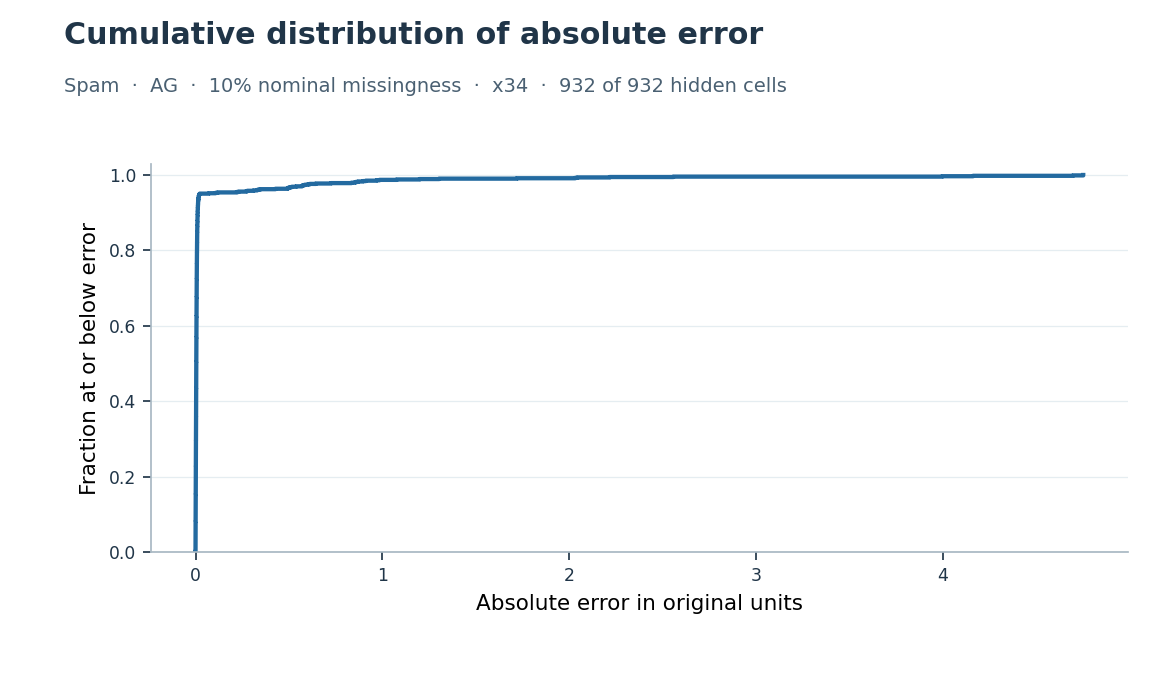 Cumulative distribution of absolute error
Spam · AG · 10% nominal missingness · x34 · 932 of 932 hidden cells
1.0
0.8
0.6
0.4
0.2
0.0
Fraction at or below error
0 1 2 3 4
Absolute error in original units